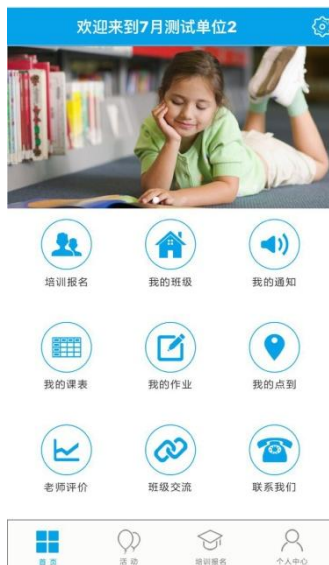 欢迎来到7月测试单位2
培训报名 我的班级 我的通知
我的课表 我的作业 我的点到
老师评价 班级交流 联系我们
首页 活动 培训报名 个人中心